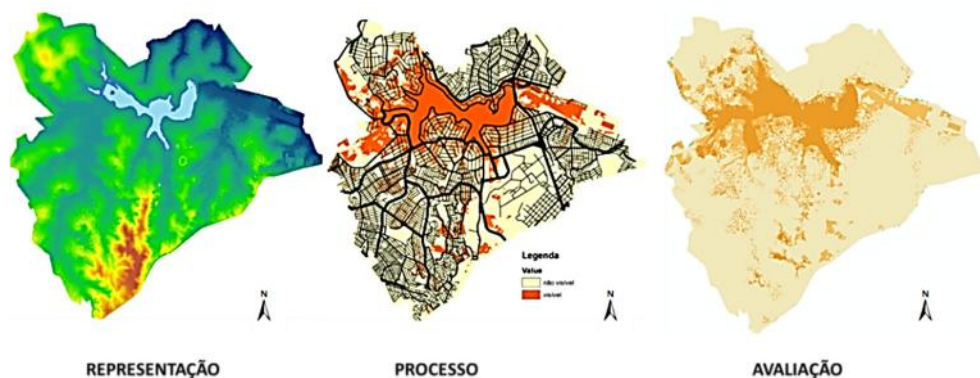 N
N
N
Legenda
Value
não visível
visível
REPRESENTAÇÃO
PROCESSO
AVALIAÇÃO